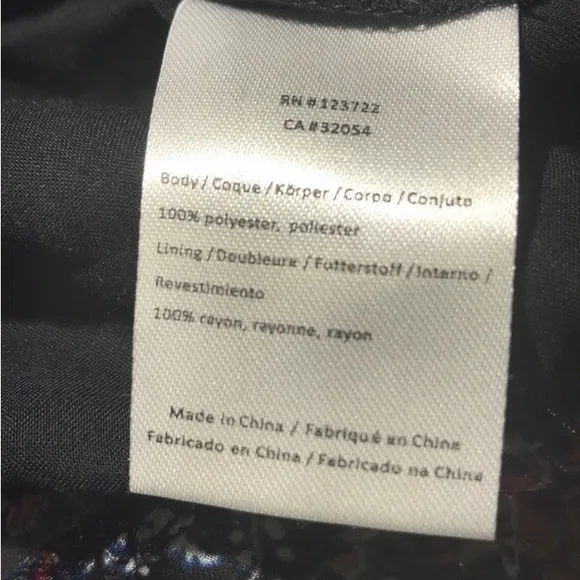 RN # 123722
CA #32054
Body / Coque / Körper / Corpo / Conjuto
100% polyester, poliester
Lining / Doubleure / Futterstoff / Interno /
Revestimiento
100% rayon, rayonne, rayon
Made in China / Fabriqué en Chine
Fabricado en China / Fabricado na China